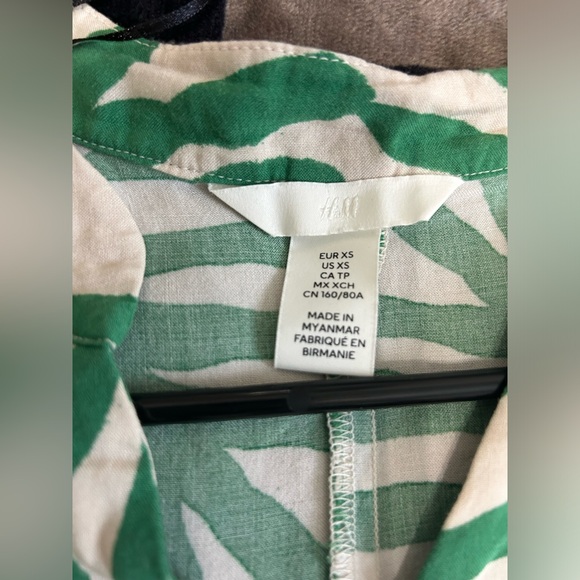 H&M
EUR XS
US XS
CA TP
MX XCH
CN 160/80A
MADE IN
MYANMAR
FABRIQUÉ EN
BIRMANIE